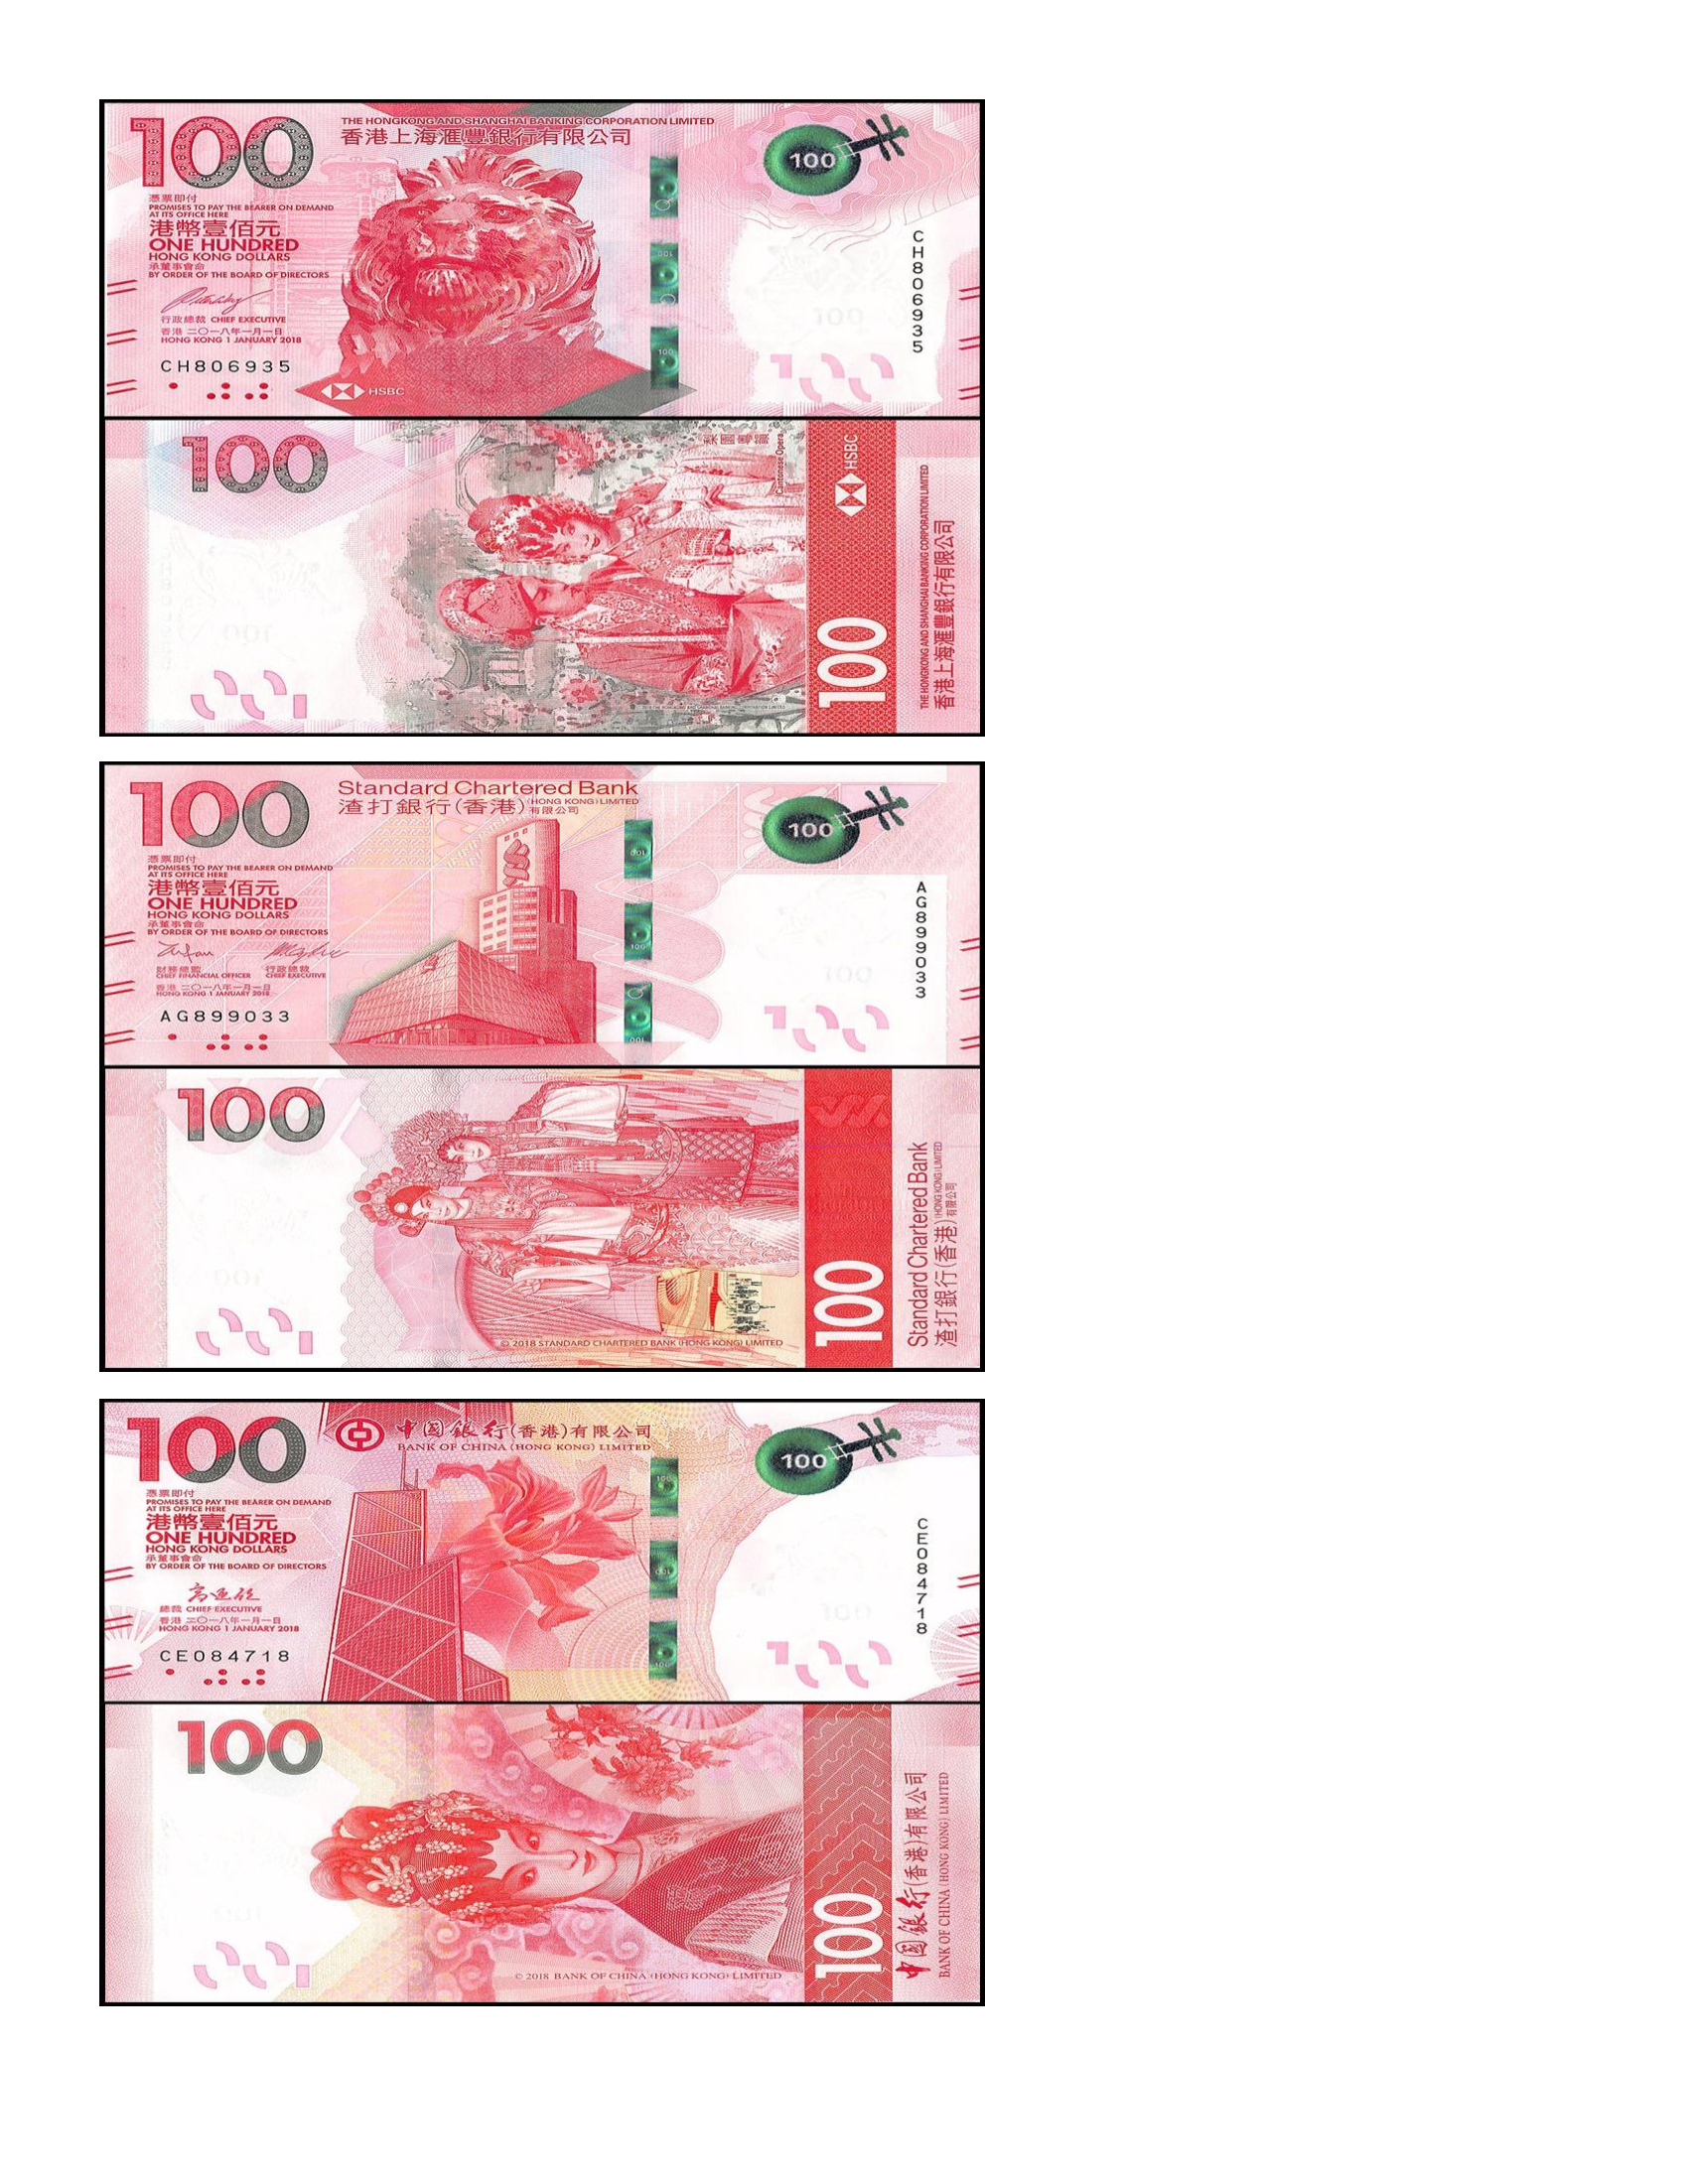 100
THE HONGKONG AND SHANGHAI BANKING CORPORATION LIMITED
香港上海滙豐銀行有限公司
憑票即付
PROMISES TO PAY THE BEARER ON DEMAND
AT ITS OFFICE HERE
港幣壹佰元
ONE HUNDRED
HONG KONG DOLLARS
承董事會命
BY ORDER OF THE BOARD OF DIRECTORS
行政總裁 CHIEF EXECUTIVE
香港 二〇一八年一月一日
HONG KONG 1 JANUARY 2018
CH806935
HSBC
100
100
100
100
CH806935
100
100
Cantonese Opera
HSBC
100
THE HONGKONG AND SHANGHAI BANKING CORPORATION LIMITED
香港上海滙豐銀行有限公司
100
Standard Chartered Bank
(HONG KONG) LIMITED
渣打銀行(香港)有限公司
憑票即付
PROMISES TO PAY THE BEARER ON DEMAND
AT ITS OFFICE HERE
港幣壹佰元
ONE HUNDRED
HONG KONG DOLLARS
承董事會命
BY ORDER OF THE BOARD OF DIRECTORS
財務總監 行政總裁
CHIEF FINANCIAL OFFICER CHIEF EXECUTIVE
香港 二〇一八年一月一日
HONG KONG 1 JANUARY 2018
AG899033
100
100
100
100
AG899033
100
100
© 2018 STANDARD CHARTERED BANK (HONG KONG) LIMITED
100
Standard Chartered Bank
(HONG KONG) LIMITED
渣打銀行(香港)有限公司
100
中國銀行(香港)有限公司
BANK OF CHINA (HONG KONG) LIMITED
憑票即付
PROMISES TO PAY THE BEARER ON DEMAND
AT ITS OFFICE HERE
港幣壹佰元
ONE HUNDRED
HONG KONG DOLLARS
承董事會命
BY ORDER OF THE BOARD OF DIRECTORS
總裁 CHIEF EXECUTIVE
香港 二〇一八年一月一日
HONG KONG 1 JANUARY 2018
CE084718
100
100
100
100
CE084718
100
100
© 2018 BANK OF CHINA (HONG KONG) LIMITED
100
中國銀行(香港)有限公司
BANK OF CHINA (HONG KONG) LIMITED